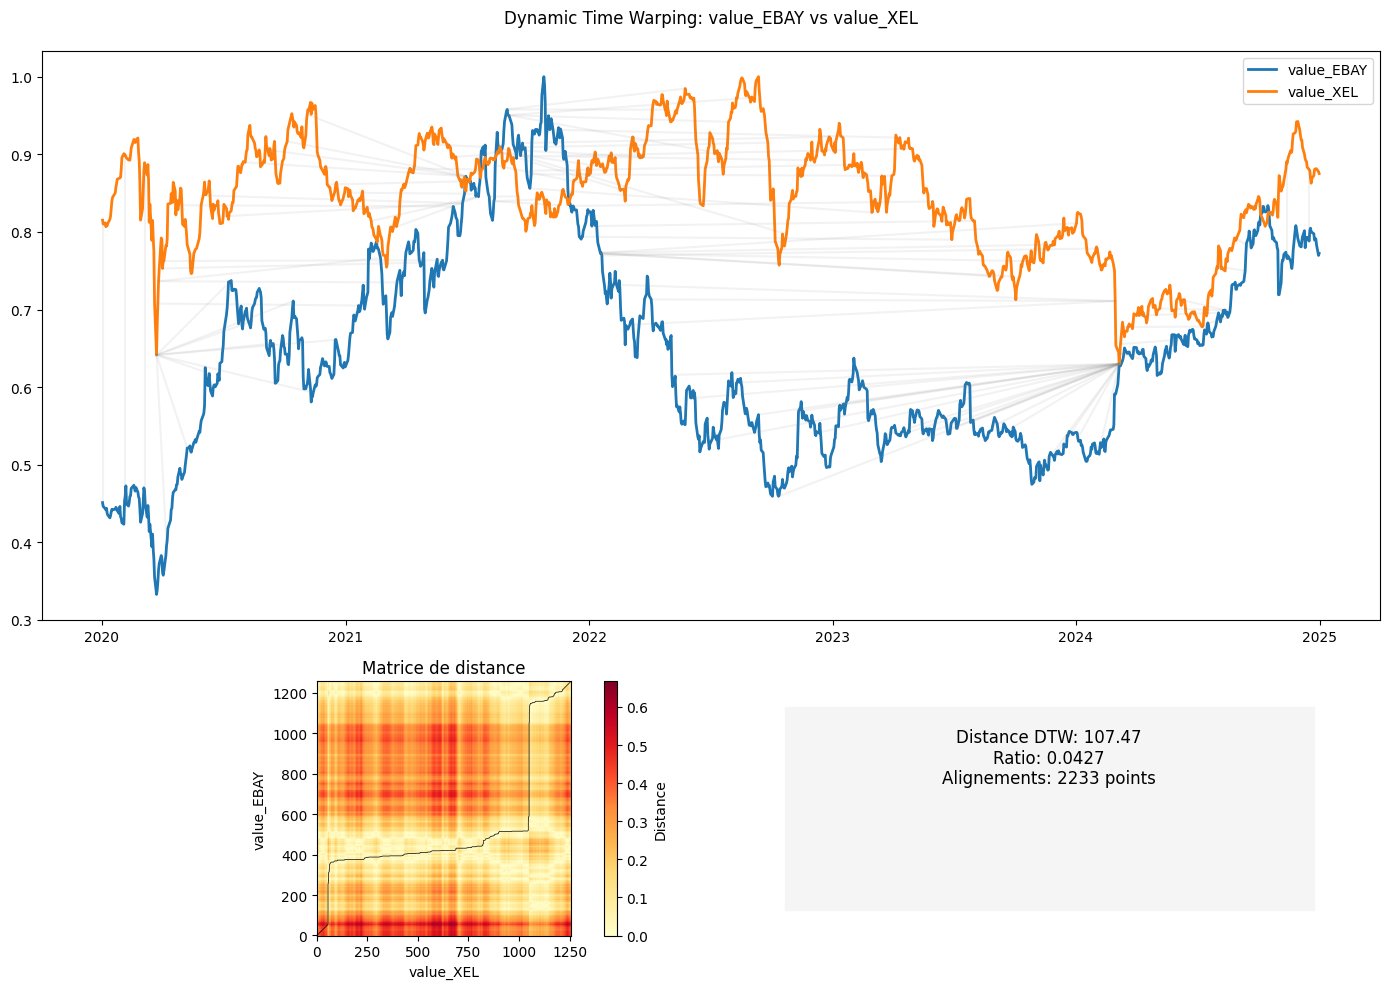 Dynamic Time Warping: value_EBAY vs value_XEL
value_EBAY
value_XEL
1.0
0.9
0.8
0.7
0.6
0.5
0.4
0.3
2020 2021 2022 2023 2024 2025
Matrice de distance
value_EBAY
1200
1000
800
600
400
200
0
0 250 500 750 1000 1250
value_XEL
0.6
0.5
0.4
0.3
0.2
0.1
0.0
Distance
Distance DTW: 107.47
Ratio: 0.0427
Alignements: 2233 points